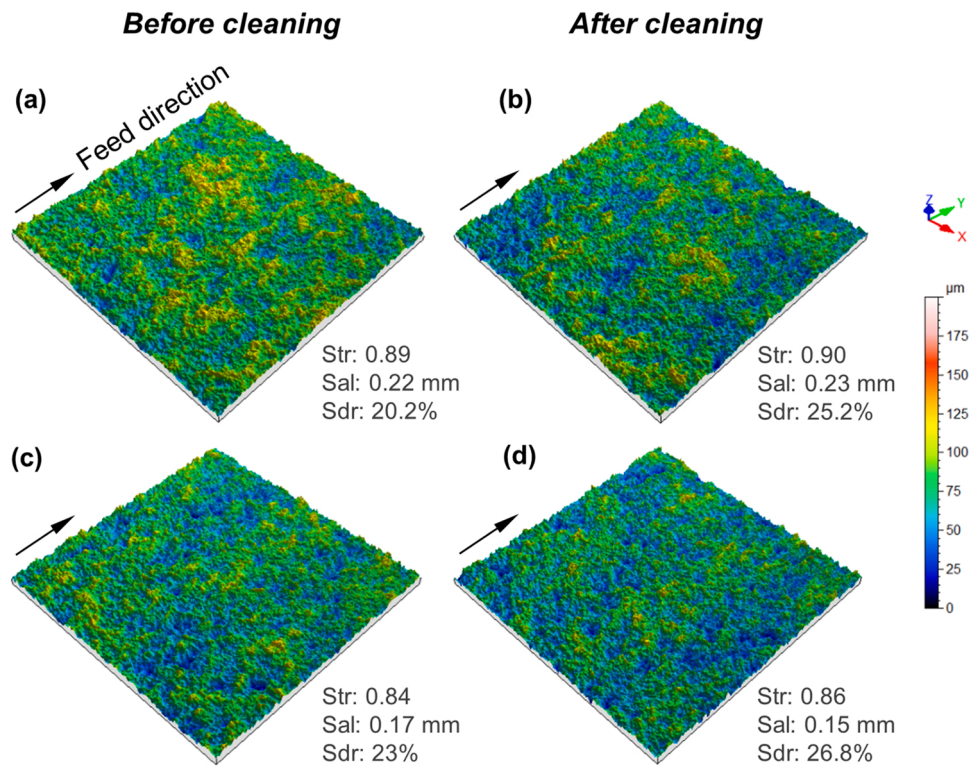 Before cleaning
After cleaning
(a)
Feed direction
(b)
Str: 0.89
Sal: 0.22 mm
Sdr: 20.2%
Str: 0.90
Sal: 0.23 mm
Sdr: 25.2%
Z
Y
X
µm
175
150
125
100
75
50
25
0
(c)
(d)
Str: 0.84
Sal: 0.17 mm
Sdr: 23%
Str: 0.86
Sal: 0.15 mm
Sdr: 26.8%